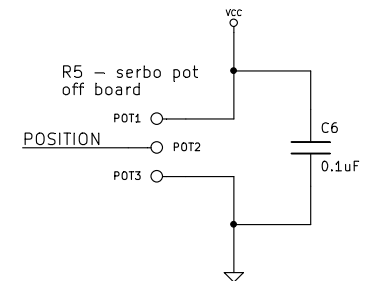 VCC
R5 - serbo pot
off board
POT1
C6
POSITION
POT2
0.1uF
POT3